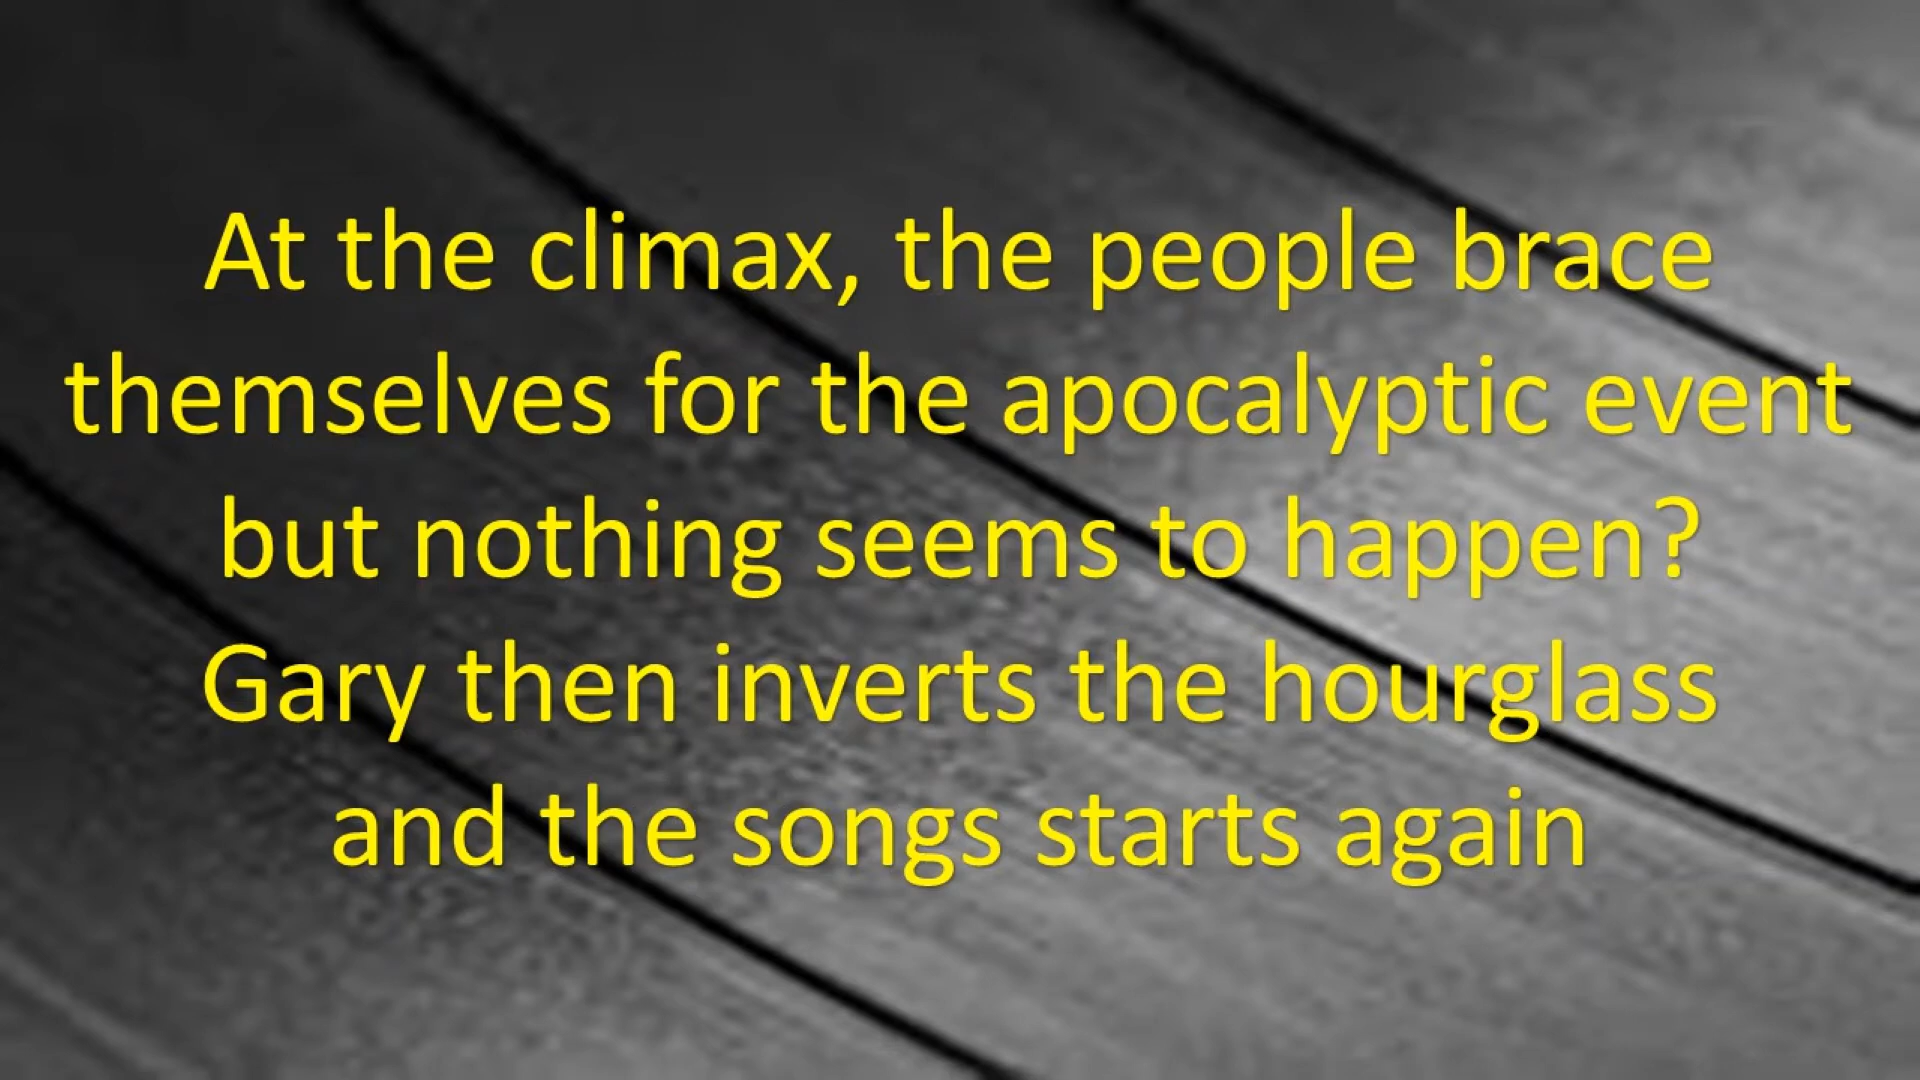 At the climax, the people brace
themselves for the apocalyptic event
but nothing seems to happen?
Gary then inverts the hourglass
and the songs starts again